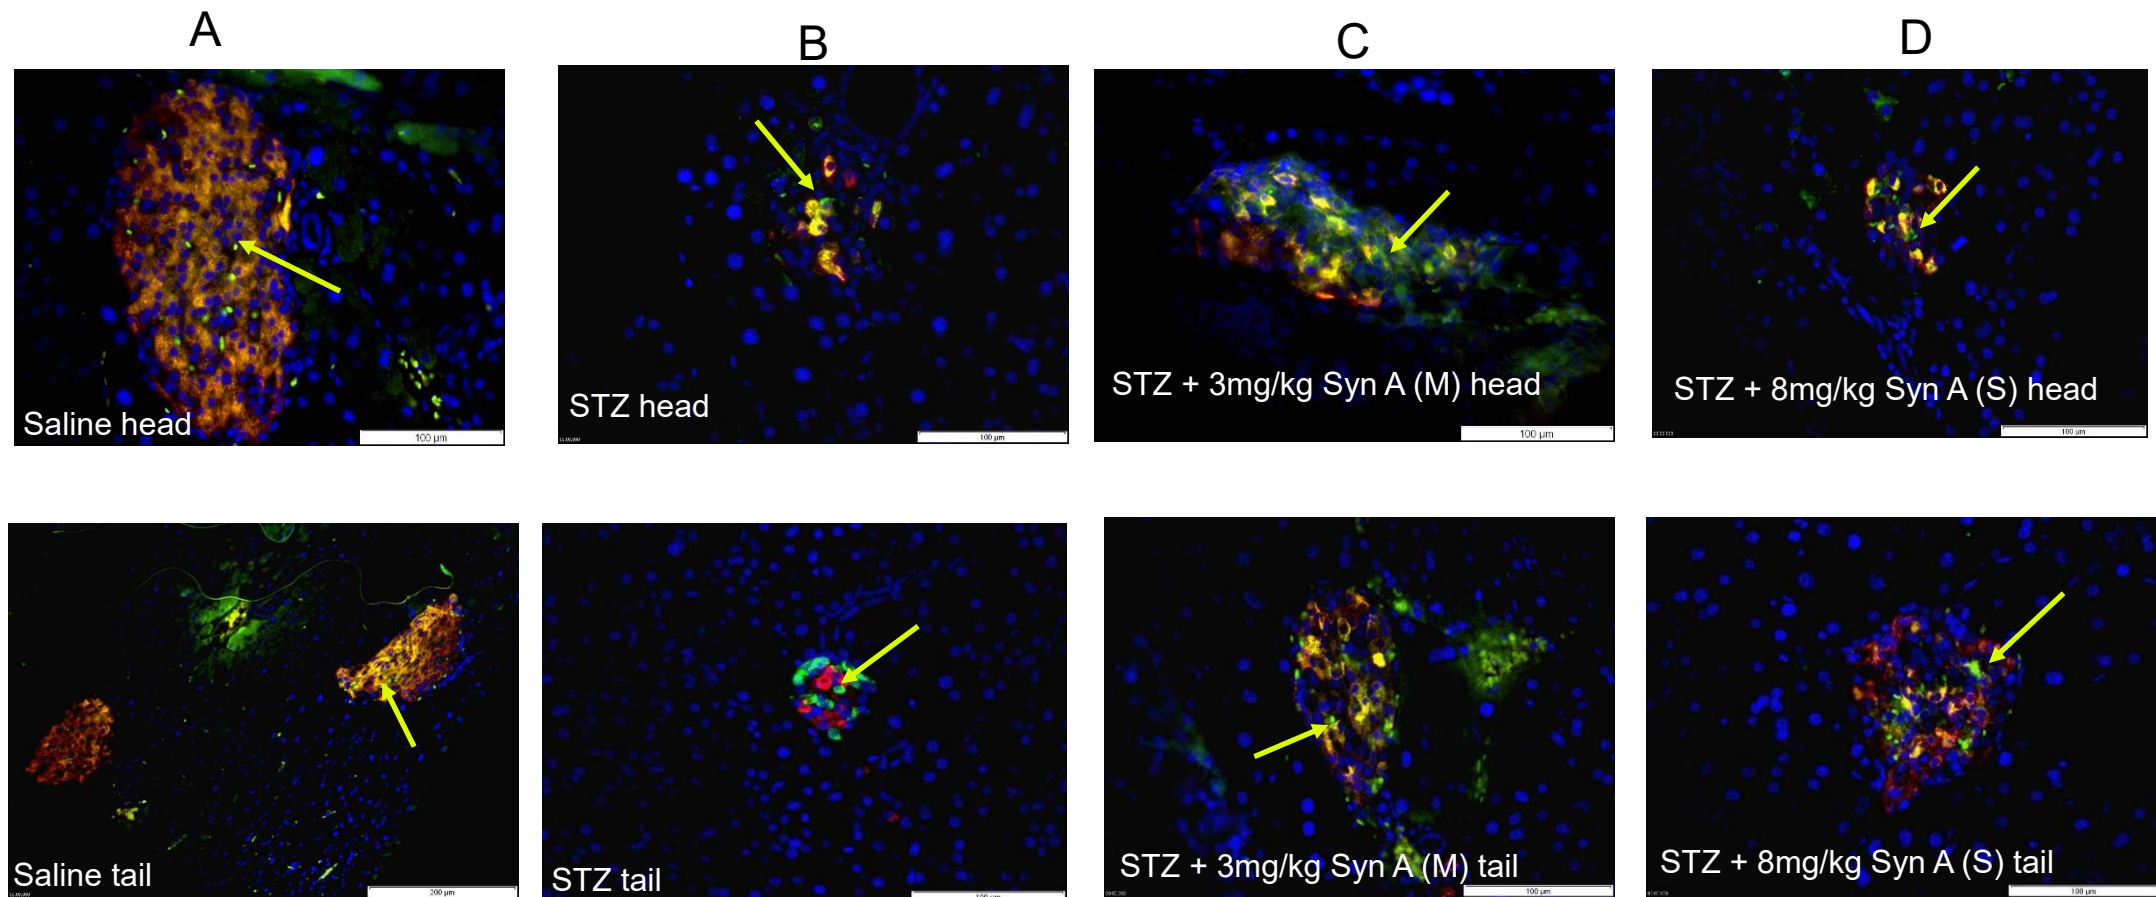 A
B
C
D
Saline head
100 µm
STZ head
100 µm
STZ + 3mg/kg Syn A (M) head
100 µm
STZ + 8mg/kg Syn A (S) head
100 µm
Saline tail
200 µm
STZ tail
100 µm
STZ + 3mg/kg Syn A (M) tail
100 µm
STZ + 8mg/kg Syn A (S) tail
100 µm